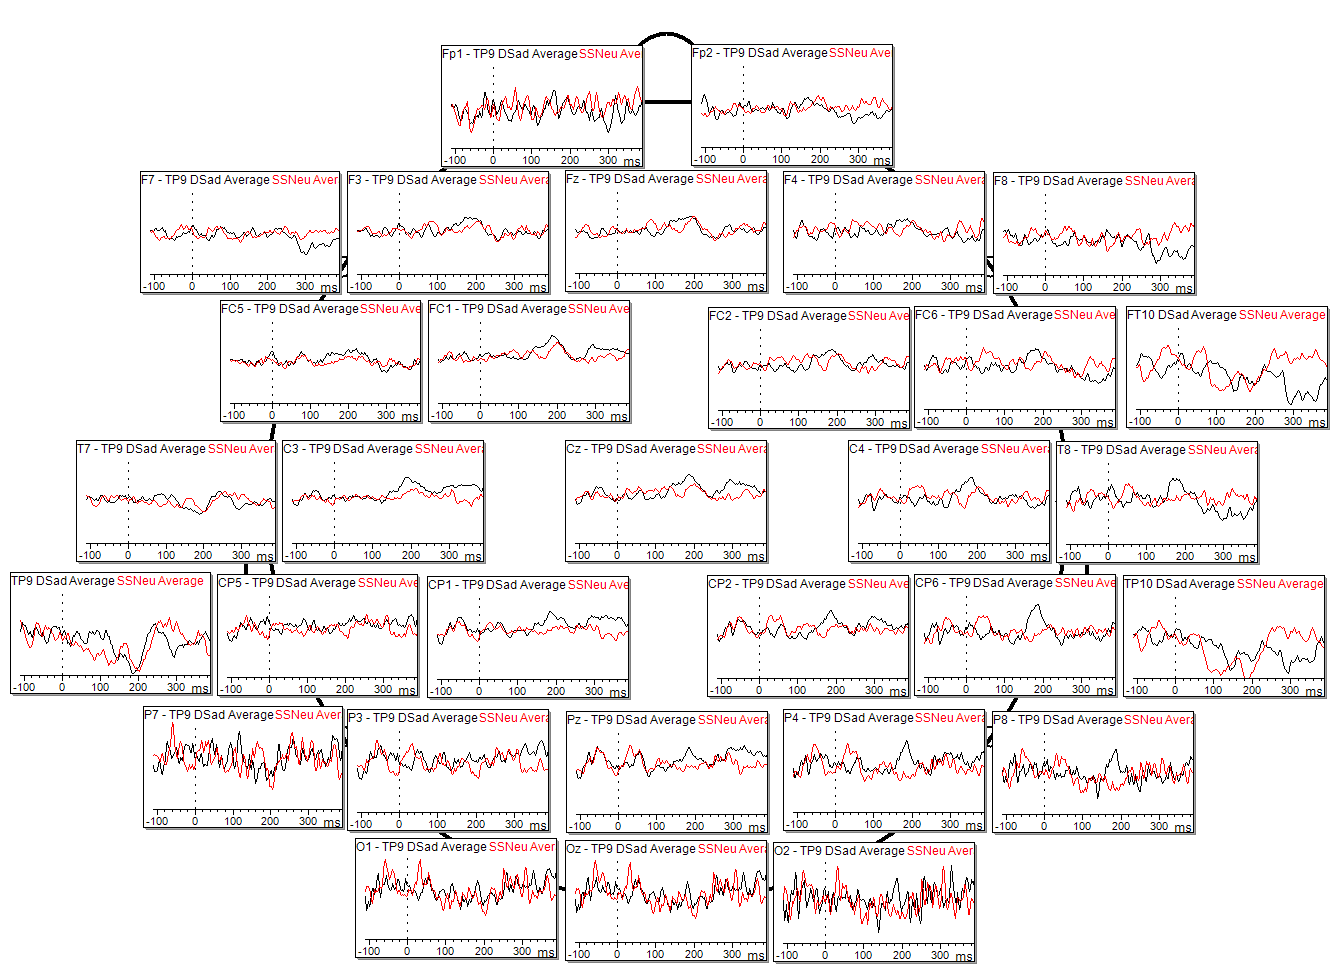 Fp1 - TP9 DSad Average SSNeu Ave
-100 0 100 200 300 ms
Fp2 - TP9 DSad Average SSNeu Ave
-100 0 100 200 300 ms
F7 - TP9 DSad Average SSNeu Aver
-100 0 100 200 300 ms
F3 - TP9 DSad Average SSNeu Avera
-100 0 100 200 300 ms
Fz - TP9 DSad Average SSNeu Avera
-100 0 100 200 300 ms
F4 - TP9 DSad Average SSNeu Avera
-100 0 100 200 300 ms
F8 - TP9 DSad Average SSNeu Avera
-100 0 100 200 300 ms
FC5 - TP9 DSad Average SSNeu Ave
-100 0 100 200 300 ms
FC1 - TP9 DSad Average SSNeu Ave
-100 0 100 200 300 ms
FC2 - TP9 DSad Average SSNeu Ave
-100 0 100 200 300 ms
FC6 - TP9 DSad Average SSNeu Ave
-100 0 100 200 300 ms
FT10 DSad Average SSNeu Average
-100 0 100 200 300 ms
T7 - TP9 DSad Average SSNeu Aver
-100 0 100 200 300 ms
C3 - TP9 DSad Average SSNeu Aver
-100 0 100 200 300 ms
Cz - TP9 DSad Average SSNeu Aver
-100 0 100 200 300 ms
C4 - TP9 DSad Average SSNeu Aver
-100 0 100 200 300 ms
T8 - TP9 DSad Average SSNeu Avera
-100 0 100 200 300 ms
TP9 DSad Average SSNeu Average
-100 0 100 200 300 ms
CP5 - TP9 DSad Average SSNeu Ave
-100 0 100 200 300 ms
CP1 - TP9 DSad Average SSNeu Ave
-100 0 100 200 300 ms
CP2 - TP9 DSad Average SSNeu Ave
-100 0 100 200 300 ms
CP6 - TP9 DSad Average SSNeu Ave
-100 0 100 200 300 ms
TP10 DSad Average SSNeu Average
-100 0 100 200 300 ms
P7 - TP9 DSad Average SSNeu Aver
-100 0 100 200 300 ms
P3 - TP9 DSad Average SSNeu Avera
-100 0 100 200 300 ms
Pz - TP9 DSad Average SSNeu Avera
-100 0 100 200 300 ms
P4 - TP9 DSad Average SSNeu Avera
-100 0 100 200 300 ms
P8 - TP9 DSad Average SSNeu Avera
-100 0 100 200 300 ms
O1 - TP9 DSad Average SSNeu Aver
-100 0 100 200 300 ms
Oz - TP9 DSad Average SSNeu Aver
-100 0 100 200 300 ms
O2 - TP9 DSad Average SSNeu Aver
-100 0 100 200 300 ms